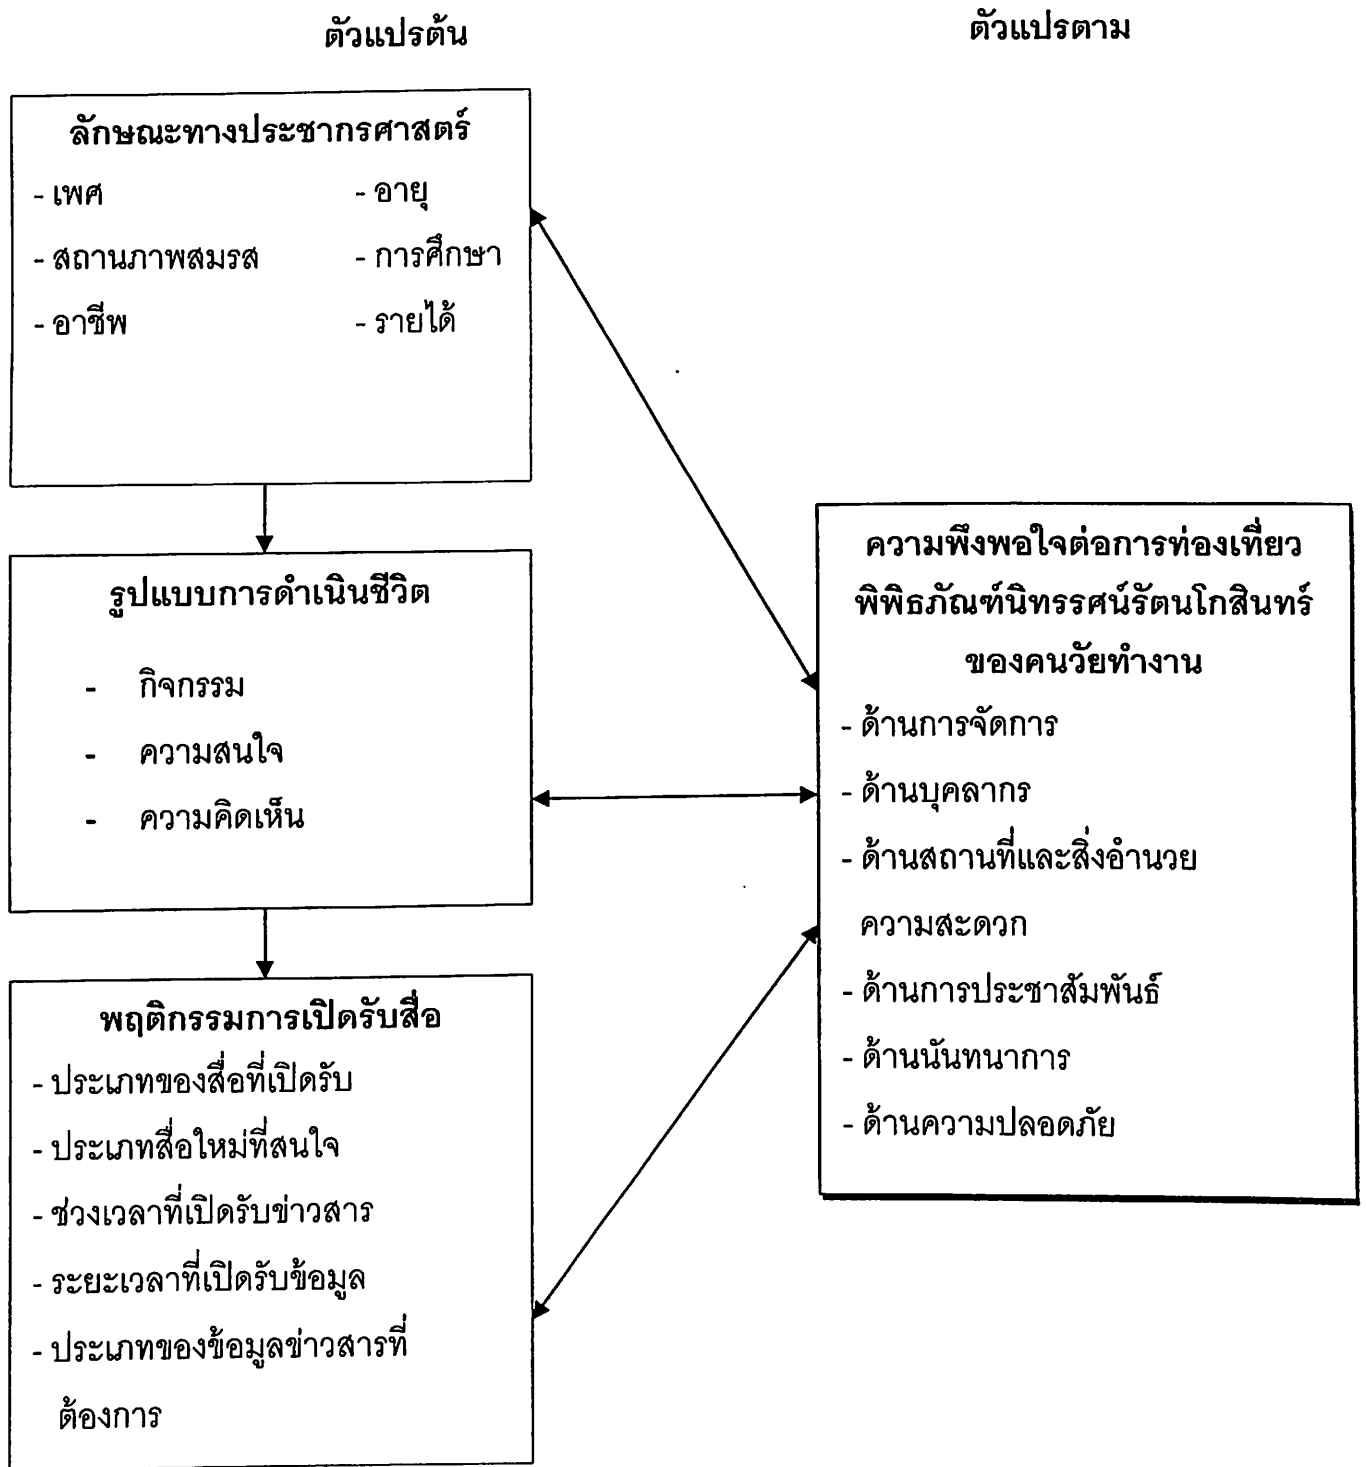 ตัวแปรต้น
ตัวแปรตาม
ลักษณะทางประชากรศาสตร์
- เพศ - อายุ
- สถานภาพสมรส - การศึกษา
- อาชีพ - รายได้
รูปแบบการดำเนินชีวิต
- กิจกรรม
- ความสนใจ
- ความคิดเห็น
พฤติกรรมการเปิดรับสื่อ
- ประเภทของสื่อที่เปิดรับ
- ประเภทสื่อใหม่ที่สนใจ
- ช่วงเวลาที่เปิดรับข่าวสาร
- ระยะเวลาที่เปิดรับข้อมูล
- ประเภทของข้อมูลข่าวสารที่
ต้องการ
ความพึงพอใจต่อการท่องเที่ยว
พิพิธภัณฑ์นิทรรศน์รัตนโกสินทร์
ของคนวัยทำงาน
- ด้านการจัดการ
- ด้านบุคลากร
- ด้านสถานที่และสิ่งอำนวย
ความสะดวก
- ด้านการประชาสัมพันธ์
- ด้านนันทนาการ
- ด้านความปลอดภัย